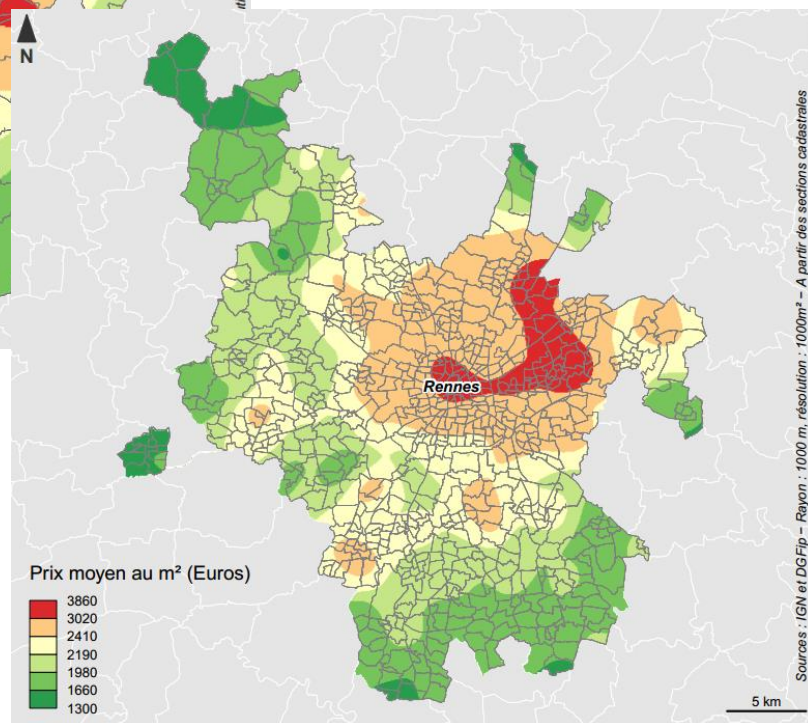 N
Rennes
Prix moyen au m² (Euros)
3860
3020
2410
2190
1980
1660
1300
5 km
Sources : IGN et DGFip – Rayon : 1000 m, résolution : 1000m² – A partir des sections cadastrales